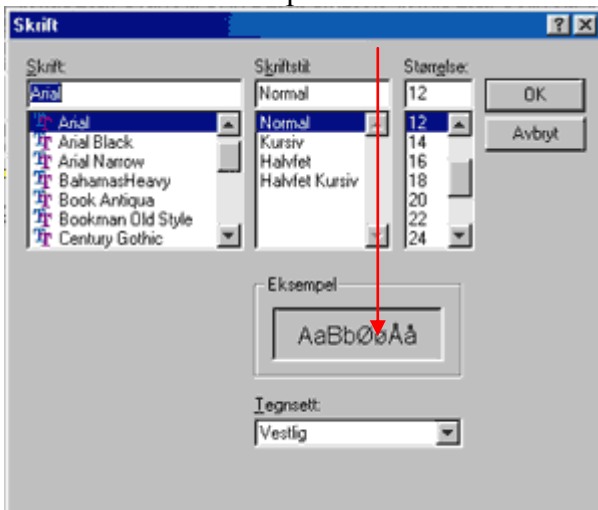 Skrift
Skrift:
Skriftstil:
Størrelse:
Arial
Normal
12
OK
Avbryt
Arial
Arial Black
Arial Narrow
BahamasHeavy
Book Antiqua
Bookman Old Style
Century Gothic
Normal
Kursiv
Halvfet
Halvfet Kursiv
12
14
16
18
20
22
24
Eksempel
AaBbØøÅå
Tegnsett:
Vestlig